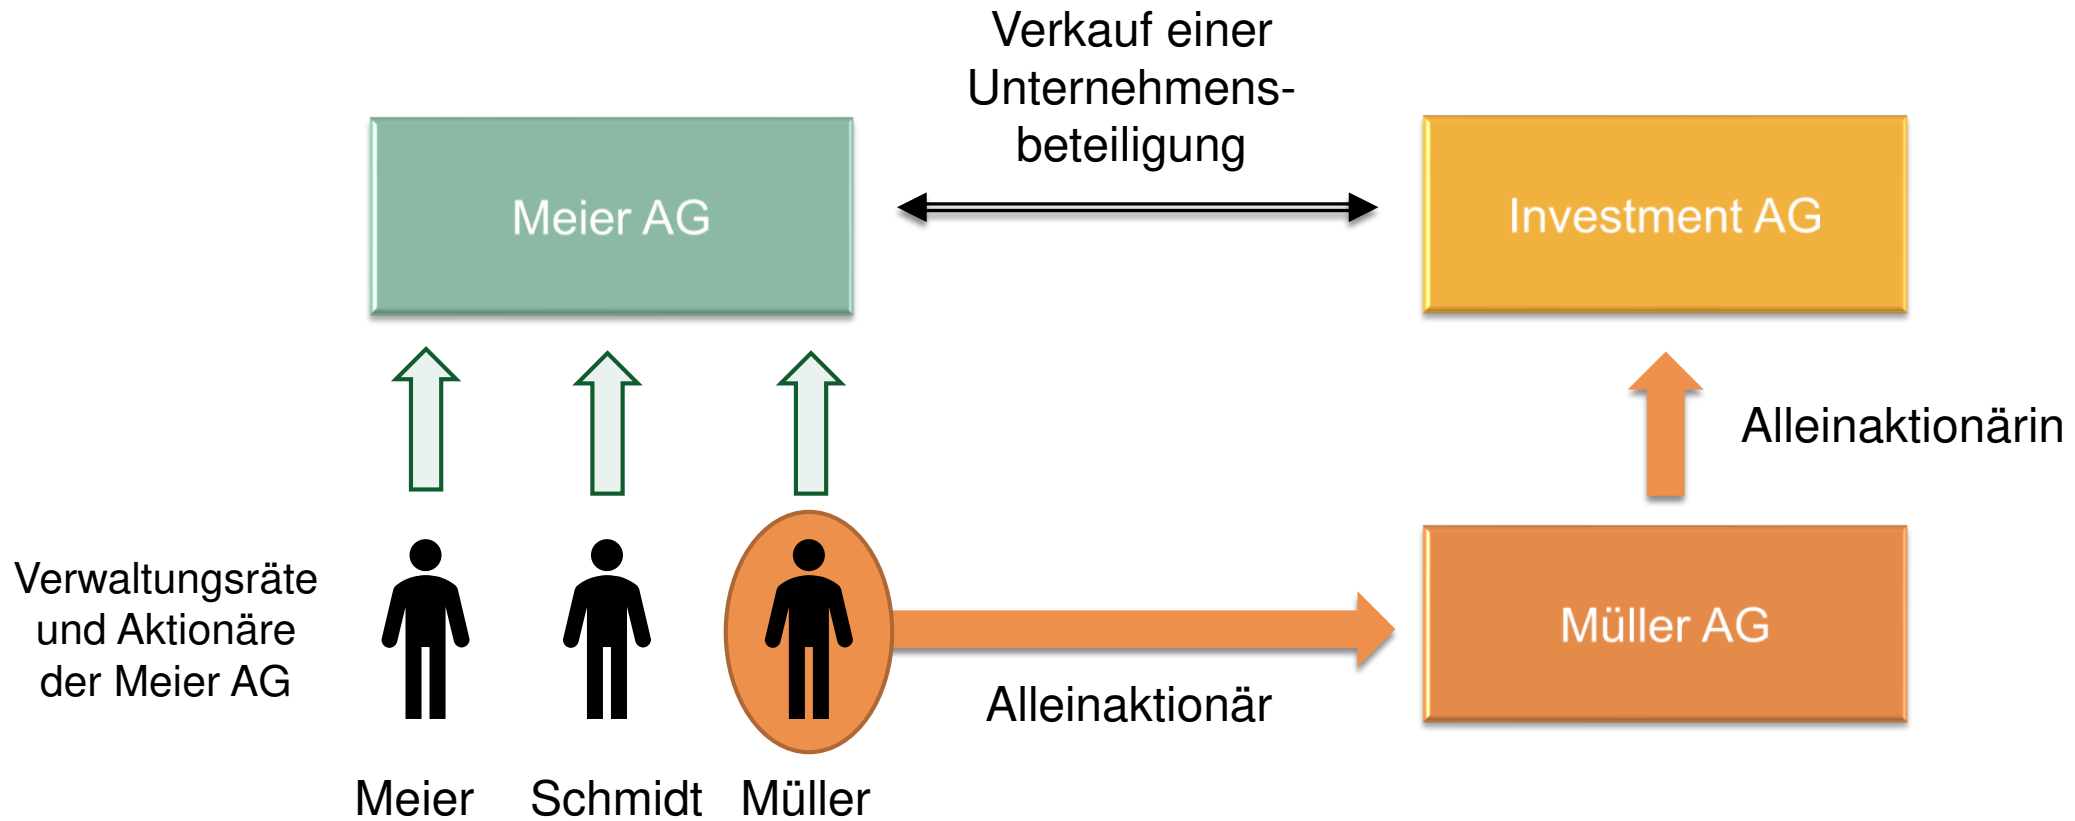 Verkauf einer
Unternehmens-
beteiligung
Meier AG
Investment AG
Alleinaktionärin
Verwaltungsräte
und Aktionäre
der Meier AG
Müller AG
Alleinaktionär
Meier
Schmidt
Müller